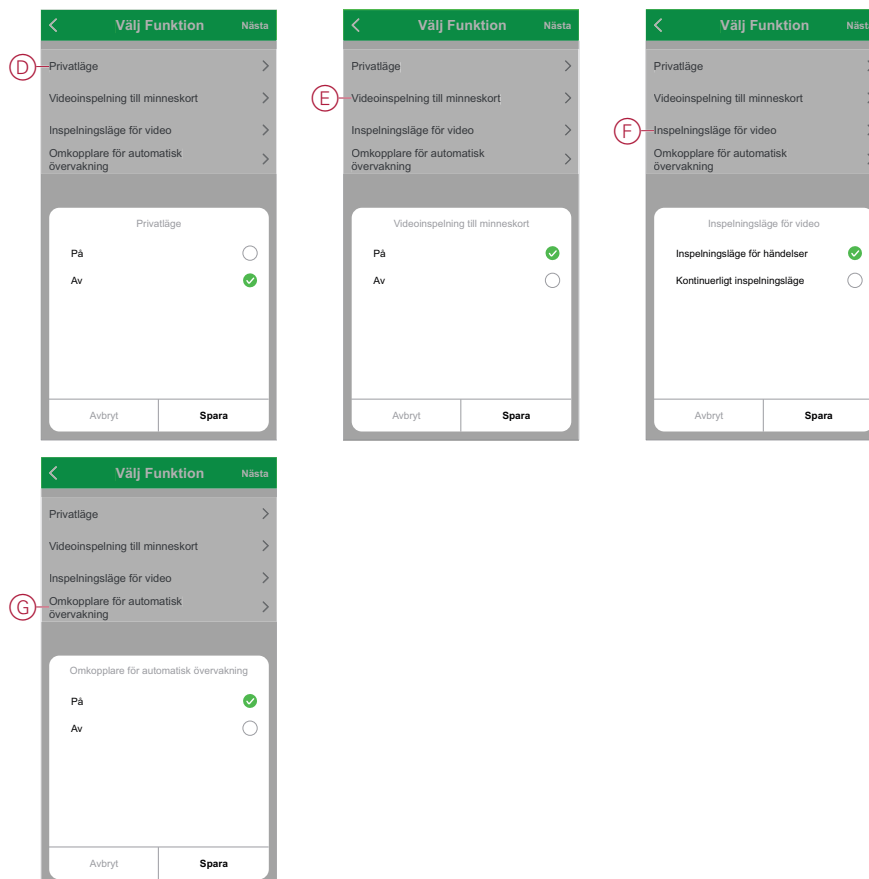 Välj Funktion Nästa
D Privatläge
Videoinspelning till minneskort
Inspelningsläge för video
Omkopplare för automatisk
övervakning
Privatläge
På
Av
Avbryt Spara
Välj Funktion Nästa
Privatläge
E Videoinspelning till minneskort
Inspelningsläge för video
Omkopplare för automatisk
övervakning
Videoinspelning till minneskort
På
Av
Avbryt Spara
Välj Funktion Nästa
Privatläge
Videoinspelning till minneskort
F Inspelningsläge för video
Omkopplare för automatisk
övervakning
Inspelningsläge för video
Inspelningsläge för händelser
Kontinuerligt inspelningsläge
Avbryt Spara
Välj Funktion Nästa
Privatläge
Videoinspelning till minneskort
Inspelningsläge för video
G Omkopplare för automatisk
övervakning
Omkopplare för automatisk övervakning
På
Av
Avbryt Spara